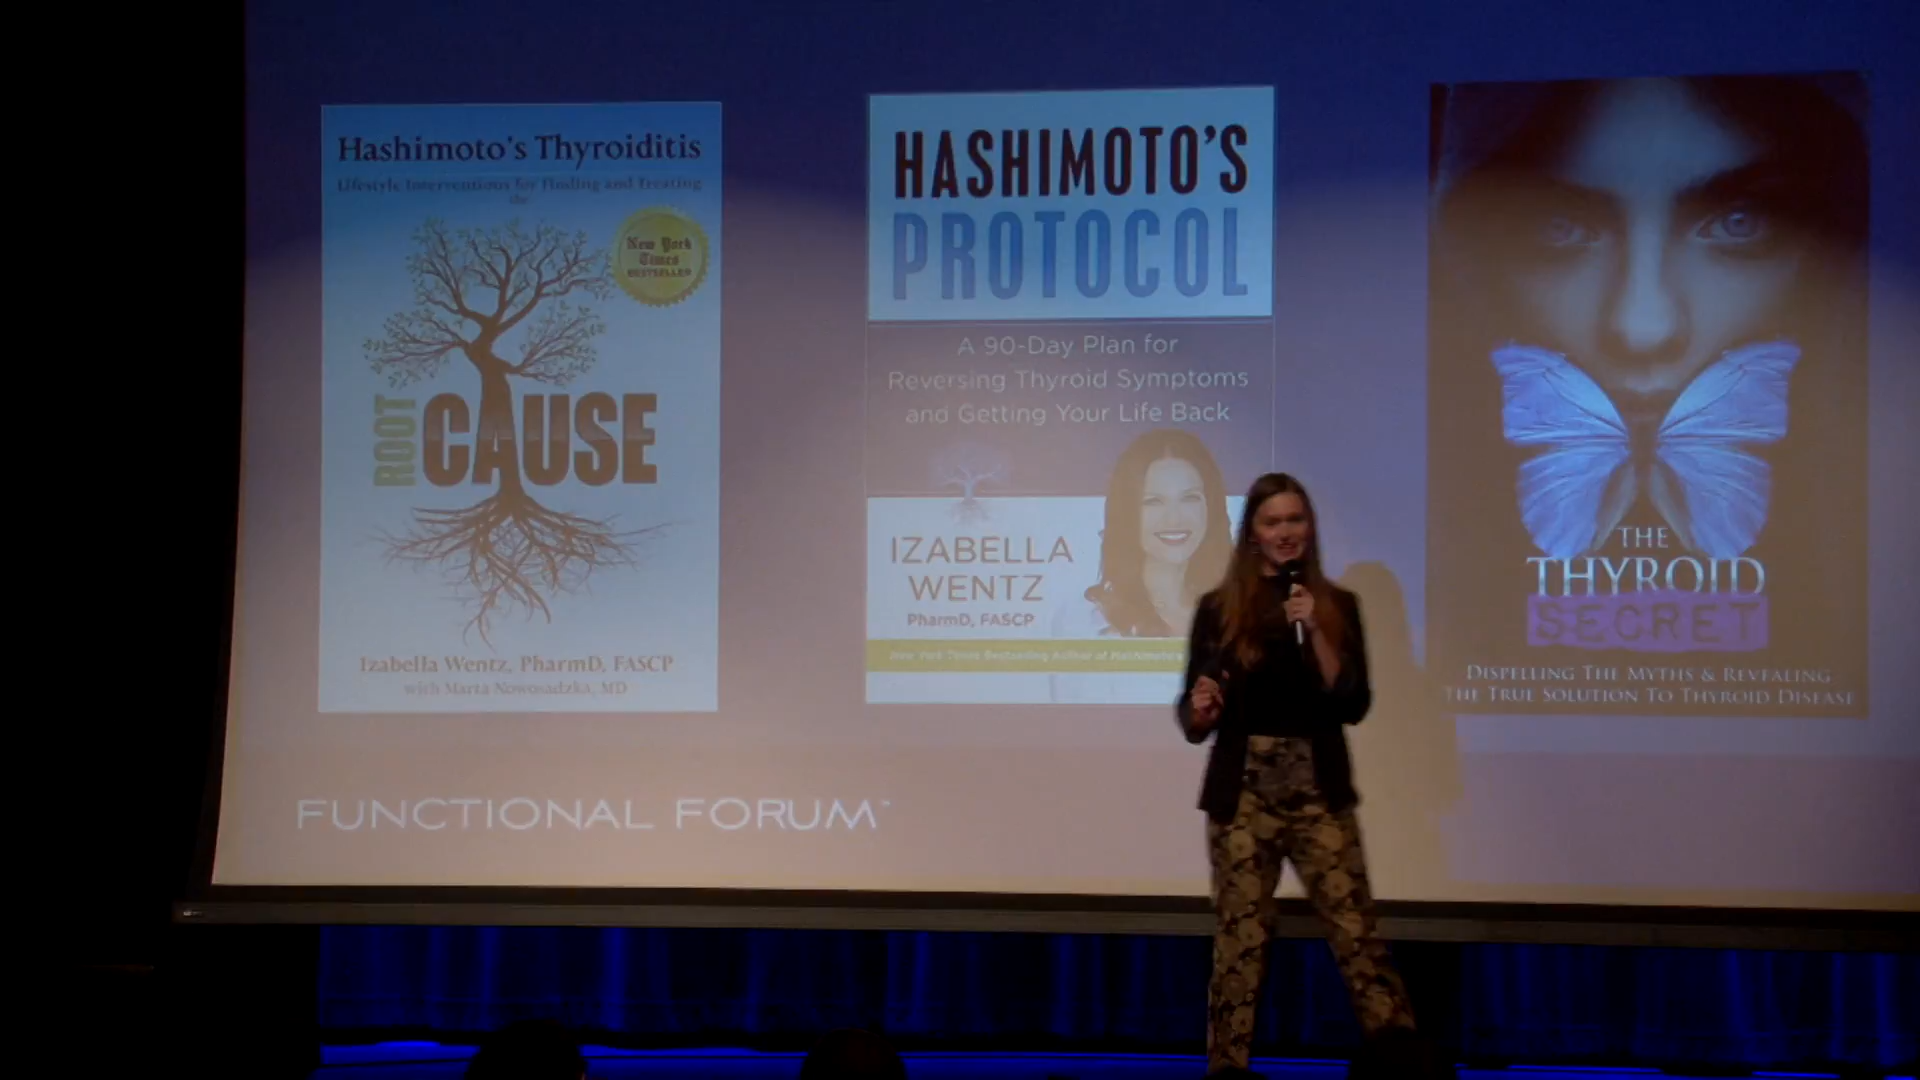 Hashimoto's Thyroiditis
Lifestyle Interventions for Finding and Treating
the
New York
Times
BESTSELLER
ROOT
CAUSE
Izabella Wentz, PharmD, FASCP
with Marta Nowosadzka, MD
HASHIMOTO'S
PROTOCOL
A 90-Day Plan for
Reversing Thyroid Symptoms
and Getting Your Life Back
IZABELLA
WENTZ
PharmD, FASCP
New York Times Bestselling Author of Hashimoto's
THE
THYROID
SECRET
DISPELLING THE MYTHS & REVEALING
THE TRUE SOLUTION TO THYROID DISEASE
FUNCTIONAL FORUM™